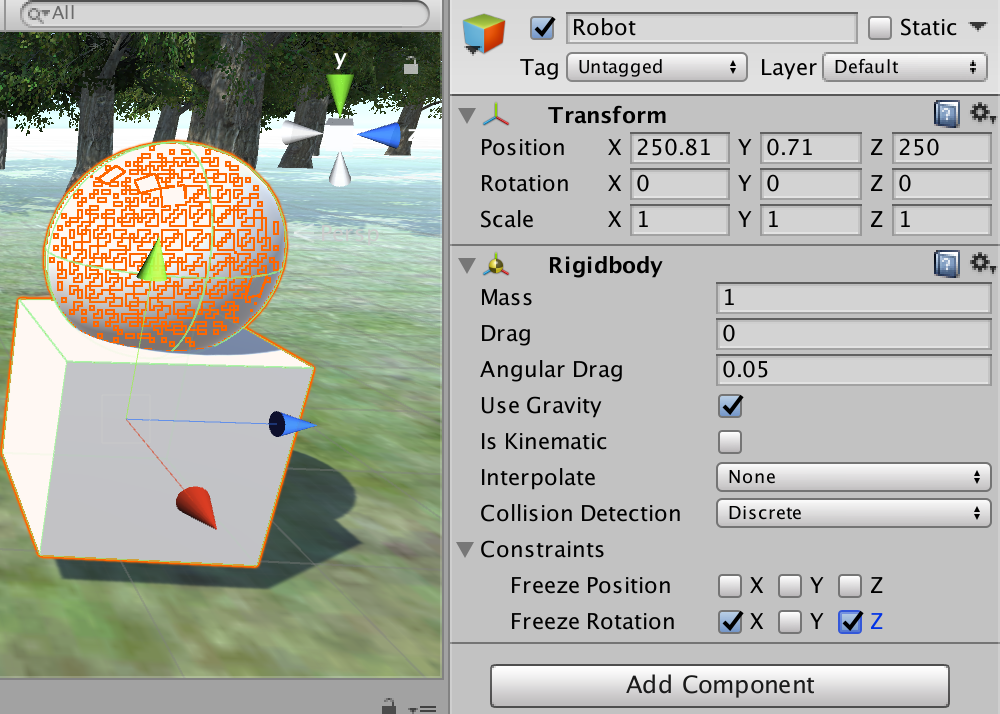 All
y
z
Robot
Static
Tag Untagged Layer Default
Transform
Position X 250.81 Y 0.71 Z 250
Rotation X 0 Y 0 Z 0
Scale X 1 Y 1 Z 1
Rigidbody
Mass 1
Drag 0
Angular Drag 0.05
Use Gravity
Is Kinematic
Interpolate None
Collision Detection Discrete
Constraints
Freeze Position X Y Z
Freeze Rotation X Y Z
Add Component